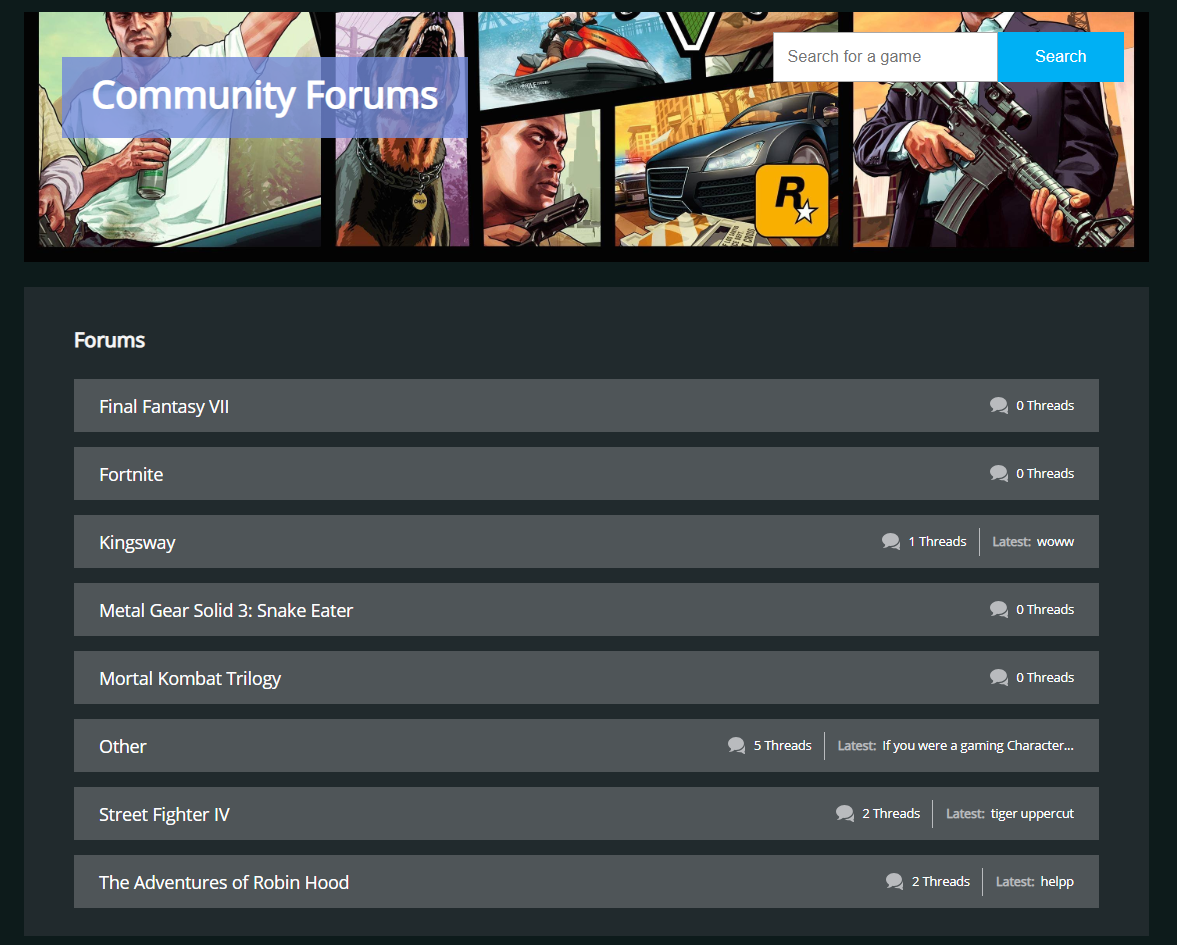 Community Forums
Search for a game
Search
CHOP
R
Forums
Final Fantasy VII 0 Threads
Fortnite 0 Threads
Kingsway 1 Threads Latest: woww
Metal Gear Solid 3: Snake Eater 0 Threads
Mortal Kombat Trilogy 0 Threads
Other 5 Threads Latest: If you were a gaming Character...
Street Fighter IV 2 Threads Latest: tiger uppercut
The Adventures of Robin Hood 2 Threads Latest: helpp